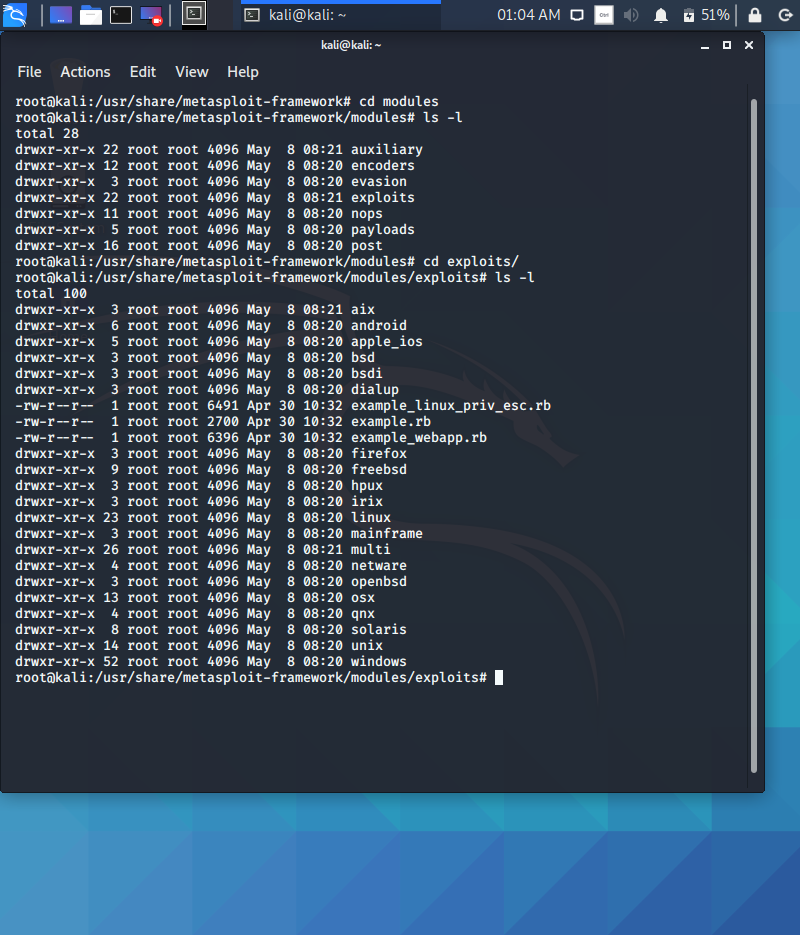 kali@kali: ~
01:04 AM
51%
kali@kali: ~
File Actions Edit View Help
root@kali:/usr/share/metasploit-framework# cd modules
root@kali:/usr/share/metasploit-framework/modules# ls -l
total 28
drwxr-xr-x 22 root root 4096 May  8 08:21 auxiliary
drwxr-xr-x 12 root root 4096 May  8 08:20 encoders
drwxr-xr-x  3 root root 4096 May  8 08:20 evasion
drwxr-xr-x 22 root root 4096 May  8 08:21 exploits
drwxr-xr-x 11 root root 4096 May  8 08:20 nops
drwxr-xr-x  5 root root 4096 May  8 08:20 payloads
drwxr-xr-x 16 root root 4096 May  8 08:20 post
root@kali:/usr/share/metasploit-framework/modules# cd exploits/
root@kali:/usr/share/metasploit-framework/modules/exploits# ls -l
total 100
drwxr-xr-x  3 root root 4096 May  8 08:21 aix
drwxr-xr-x  6 root root 4096 May  8 08:20 android
drwxr-xr-x  5 root root 4096 May  8 08:20 apple_ios
drwxr-xr-x  3 root root 4096 May  8 08:20 bsd
drwxr-xr-x  3 root root 4096 May  8 08:20 bsdi
drwxr-xr-x  3 root root 4096 May  8 08:20 dialup
-rw-r--r--  1 root root 6491 Apr 30 10:32 example_linux_priv_esc.rb
-rw-r--r--  1 root root 2700 Apr 30 10:32 example.rb
-rw-r--r--  1 root root 6396 Apr 30 10:32 example_webapp.rb
drwxr-xr-x  3 root root 4096 May  8 08:20 firefox
drwxr-xr-x  9 root root 4096 May  8 08:20 freebsd
drwxr-xr-x  3 root root 4096 May  8 08:20 hpux
drwxr-xr-x  3 root root 4096 May  8 08:20 irix
drwxr-xr-x 23 root root 4096 May  8 08:20 linux
drwxr-xr-x  3 root root 4096 May  8 08:20 mainframe
drwxr-xr-x 26 root root 4096 May  8 08:21 multi
drwxr-xr-x  4 root root 4096 May  8 08:20 netware
drwxr-xr-x  3 root root 4096 May  8 08:20 openbsd
drwxr-xr-x 13 root root 4096 May  8 08:20 osx
drwxr-xr-x  4 root root 4096 May  8 08:20 qnx
drwxr-xr-x  8 root root 4096 May  8 08:20 solaris
drwxr-xr-x 14 root root 4096 May  8 08:20 unix
drwxr-xr-x 52 root root 4096 May  8 08:20 windows
root@kali:/usr/share/metasploit-framework/modules/exploits#